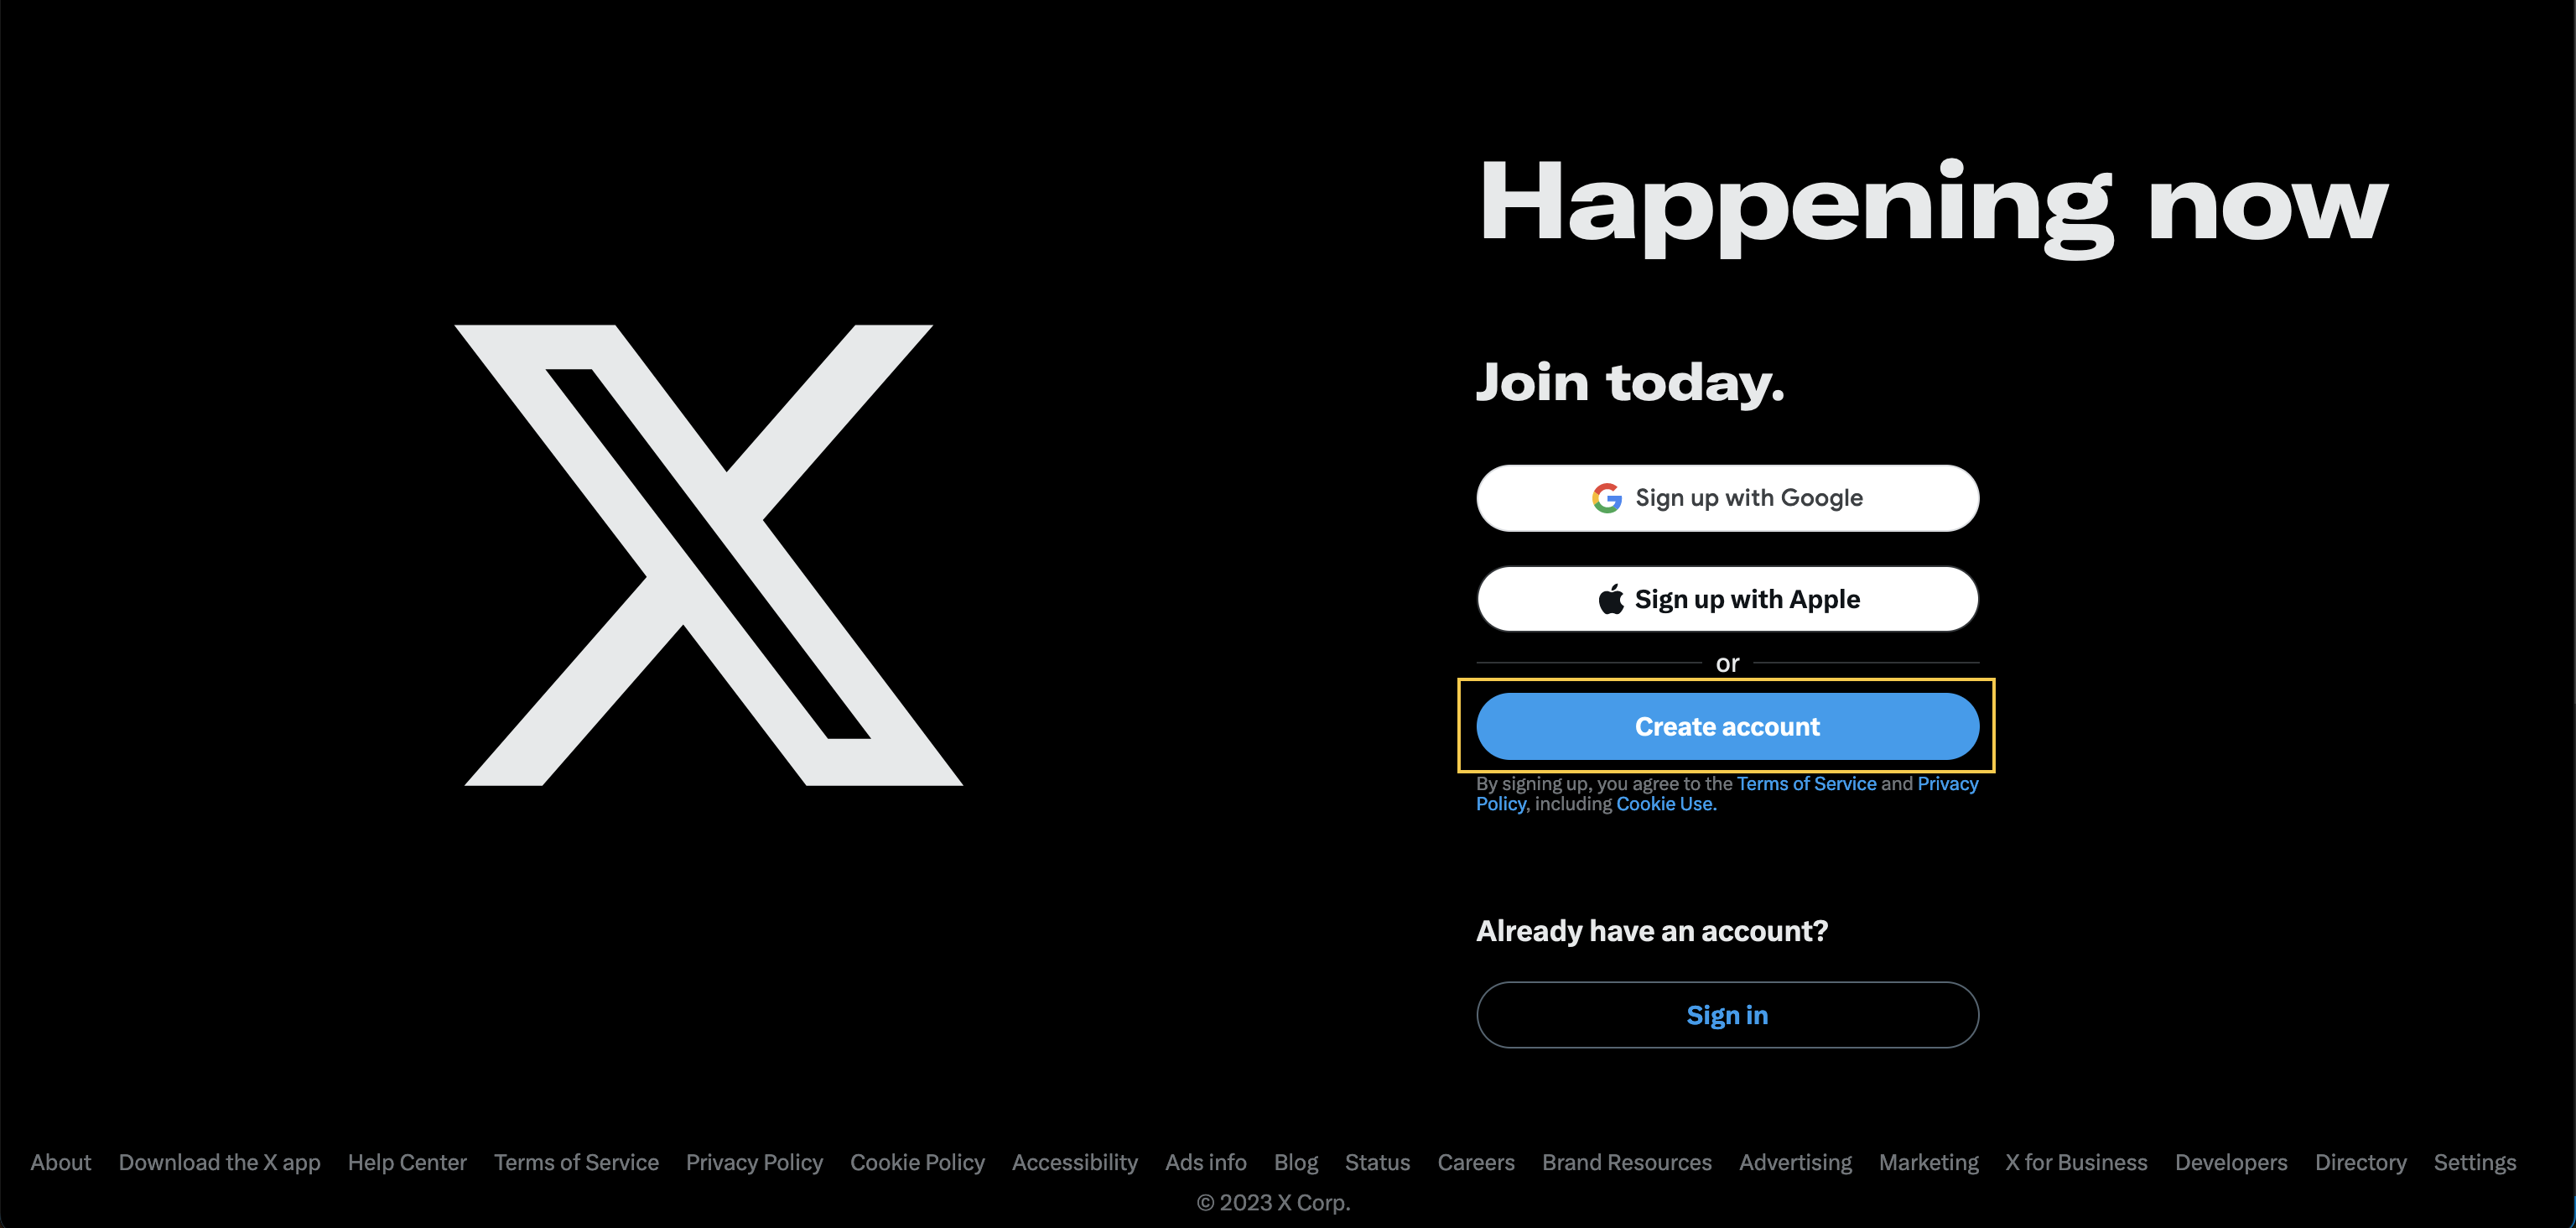 Happening now
Join today.
Sign up with Google
Sign up with Apple
or
Create account
By signing up, you agree to the Terms of Service and Privacy
Policy, including Cookie Use.
Already have an account?
Sign in
About Download the X app Help Center Terms of Service Privacy Policy Cookie Policy Accessibility Ads info Blog Status Careers Brand Resources Advertising Marketing X for Business Developers Directory Settings
© 2023 X Corp.